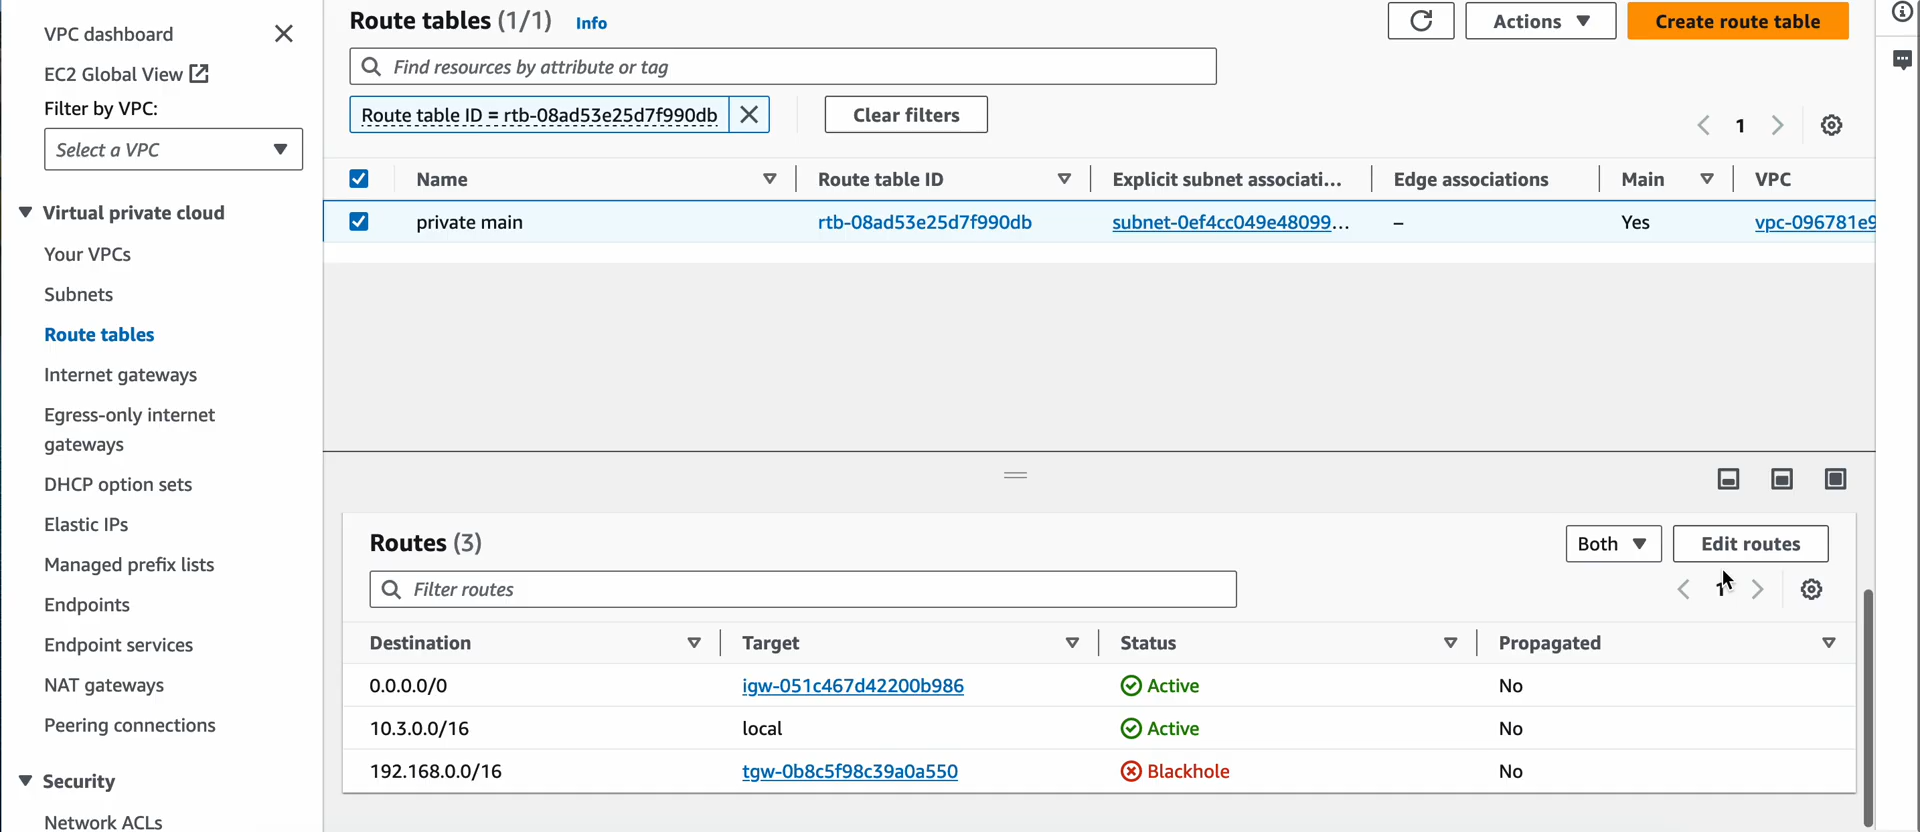 VPC dashboard
EC2 Global View
Filter by VPC:
Select a VPC
Virtual private cloud
Your VPCs
Subnets
Route tables
Internet gateways
Egress-only internet
gateways
DHCP option sets
Elastic IPs
Managed prefix lists
Endpoints
Endpoint services
NAT gateways
Peering connections
Security
Network ACLs
Route tables (1/1) Info
Actions
Create route table
Find resources by attribute or tag
Route table ID = rtb-08ad53e25d7f990db
Clear filters
1
Name Route table ID Explicit subnet associati... Edge associations Main VPC
private main rtb-08ad53e25d7f990db subnet-0ef4cc049e48099... – Yes vpc-096781e9
Routes (3)
Both
Edit routes
Filter routes
1
Destination Target Status Propagated
0.0.0.0/0 igw-051c467d42200b986 Active No
10.3.0.0/16 local Active No
192.168.0.0/16 tgw-0b8c5f98c39a0a550 Blackhole No